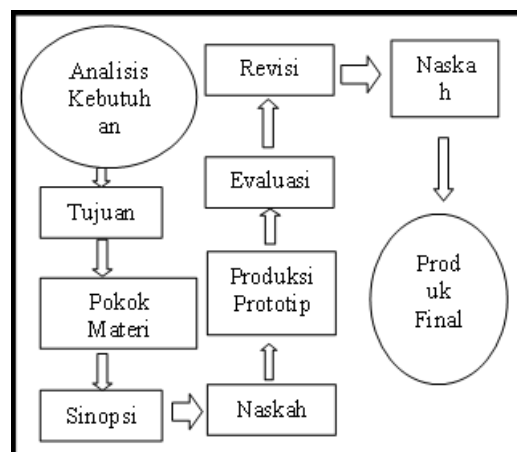 Analisis
Kebutuh
an
Tujuan
Pokok
Materi
Sinopsi
Naskah
Produksi
Prototip
Evaluasi
Revisi
Naska
h
Prod
uk
Final